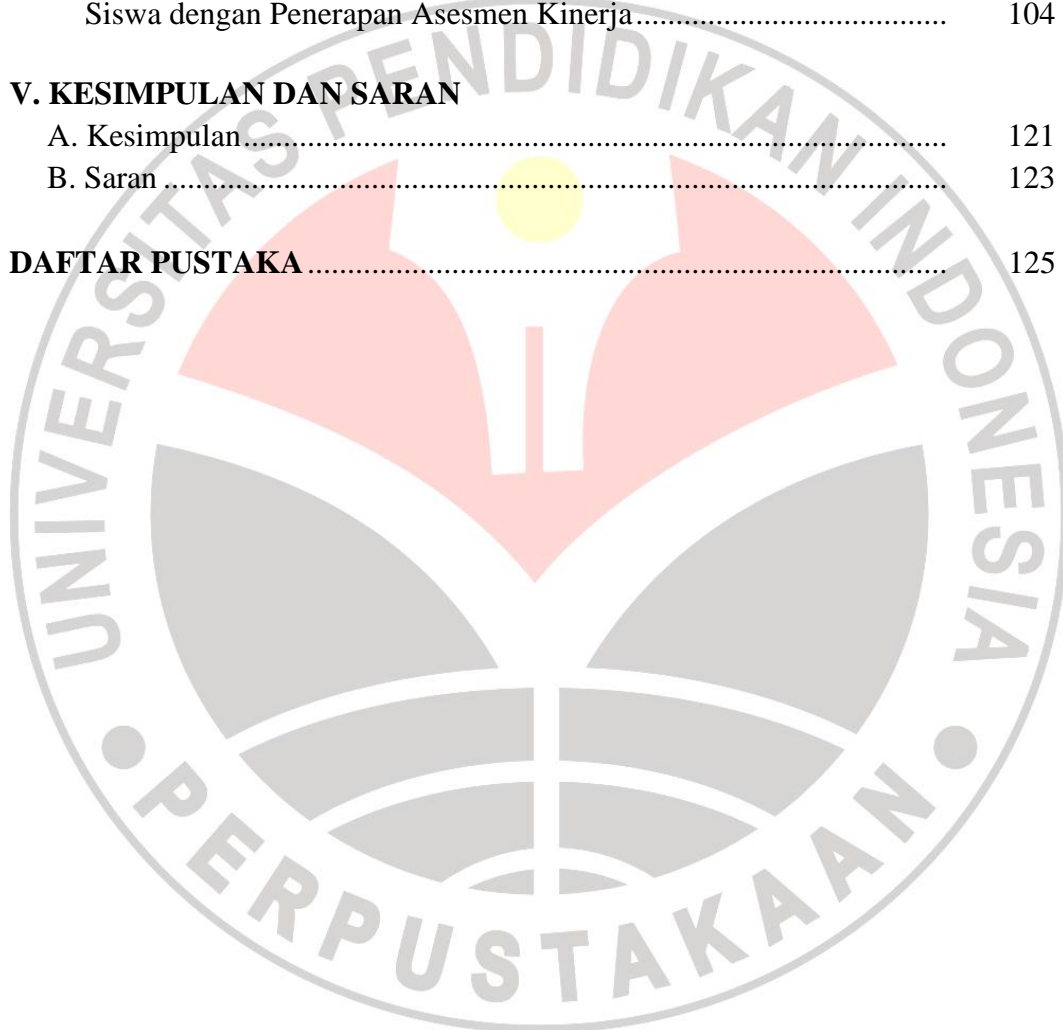 Siswa dengan Penerapan Asesmen Kinerja.................................. 104
V. KESIMPULAN DAN SARAN
A. Kesimpulan.................................................................................... 121
B. Saran.............................................................................................. 123
DAFTAR PUSTAKA............................................................................ 125
UNIVERSITAS PENDIDIKAN INDONESIA
PERPUSTAKAAN